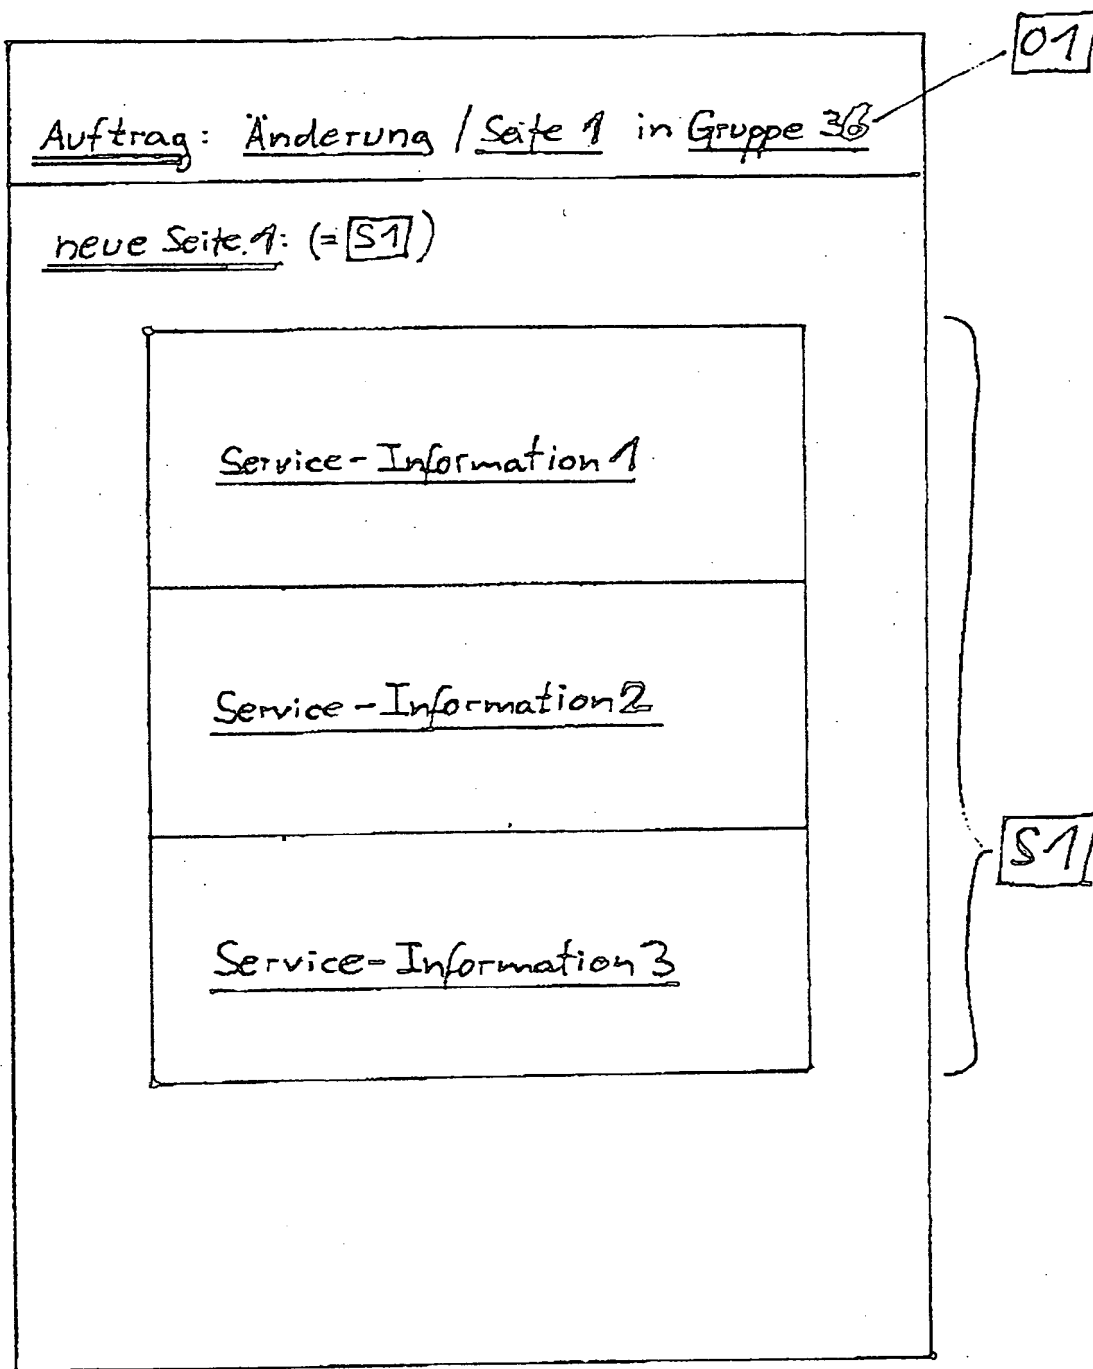 O1
Auftrag: Änderung / Seite 1 in Gruppe 36
neue Seite 1: (= S1)
Service-Information 1
Service-Information 2
S1
Service-Information 3